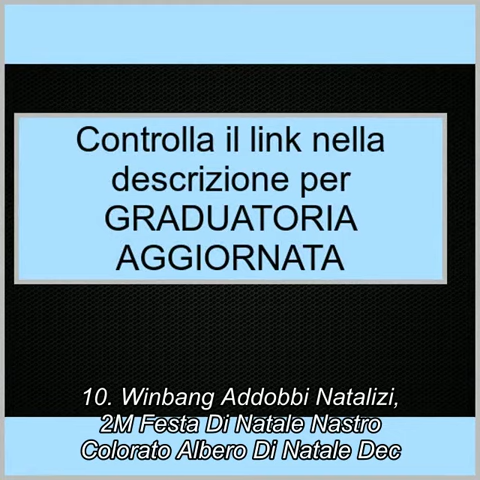 Controlla il link nella
descrizione per
GRADUATORIA
AGGIORNATA
10. Winbang Addobbi Natalizi,
2M Festa Di Natale Nastro
Colorato Albero Di Natale Dec